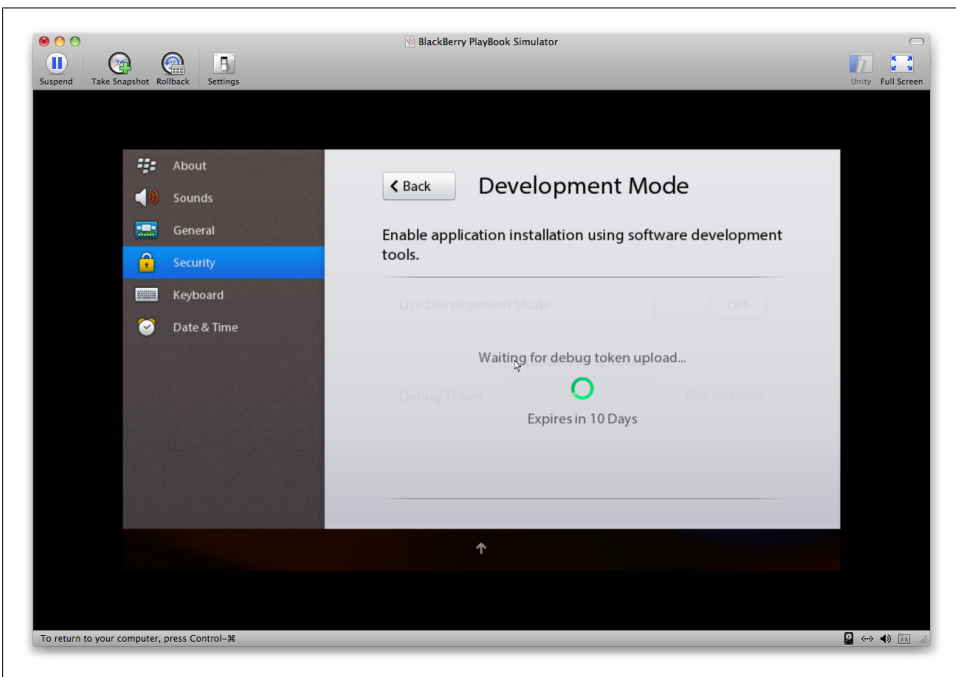 BlackBerry PlayBook Simulator
Suspend Take Snapshot Rollback Settings Unity Full Screen
About
Sounds
General
Security
Keyboard
Date & Time
Back Development Mode
Enable application installation using software development
tools.
Use Development Mode OFF
Waiting for debug token upload...
Debug Token Not Installed
Expires in 10 Days
To return to your computer, press Control-⌘